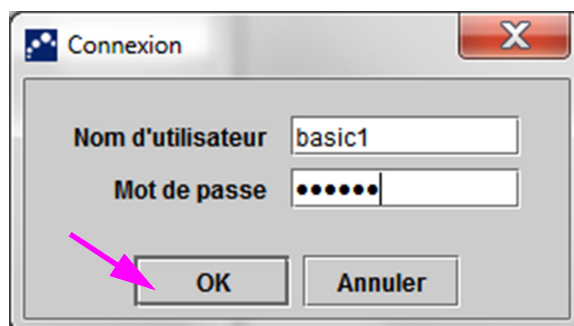 Connexion
Nom d'utilisateur basic1
Mot de passe ••••••
OK Annuler